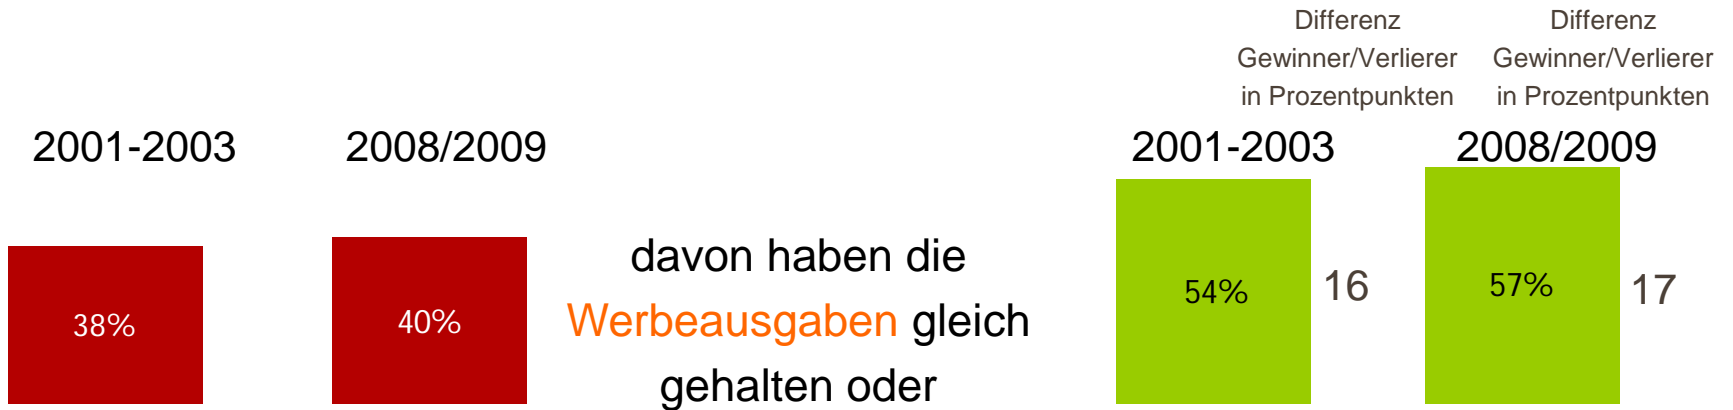 Differenz
Gewinner/Verlierer
in Prozentpunkten
Differenz
Gewinner/Verlierer
in Prozentpunkten
2001-2003
2008/2009
2001-2003
2008/2009
38%
40%
davon haben die
Werbeausgaben gleich
gehalten oder
54%
16
57%
17